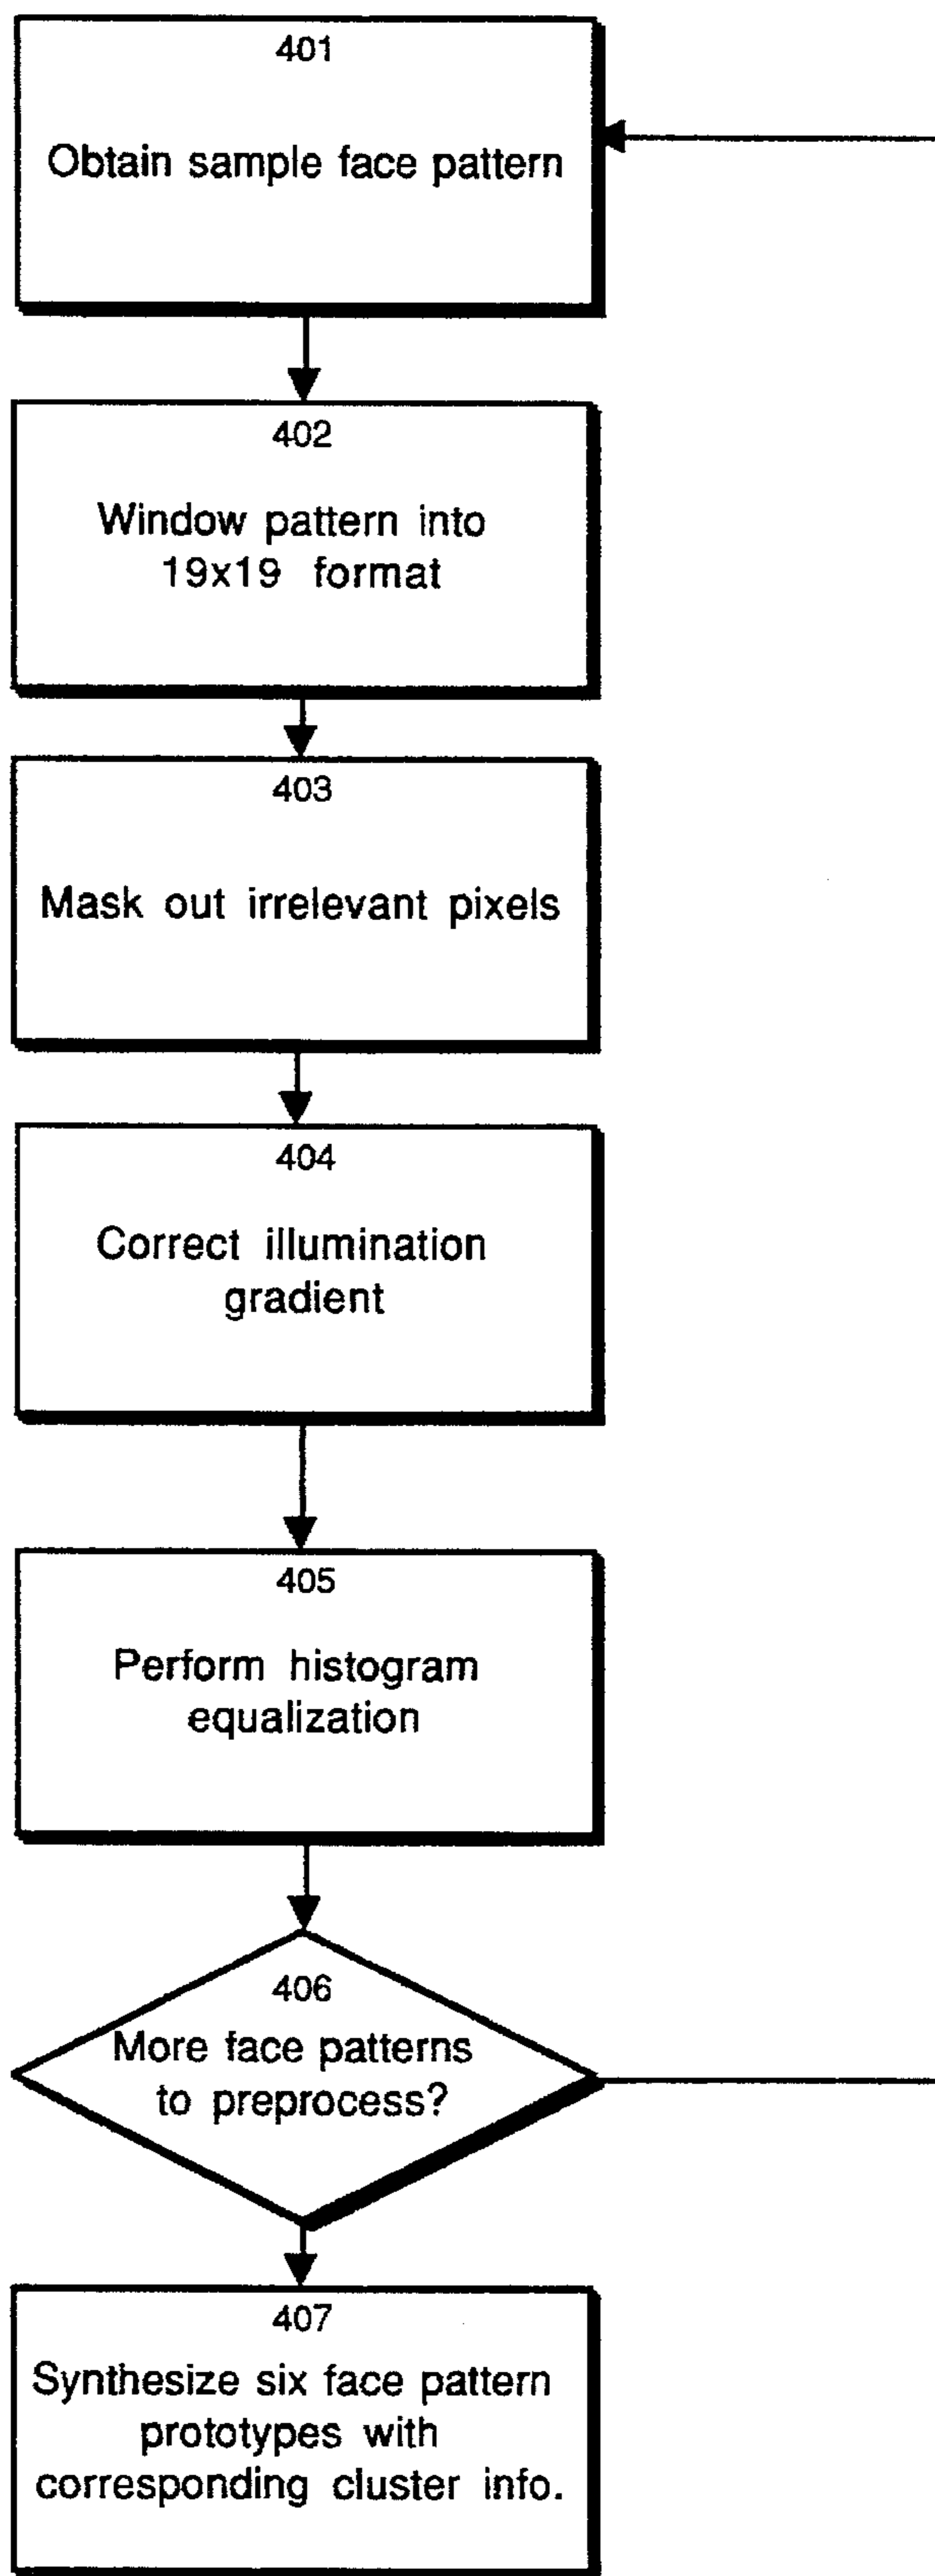 401
Obtain sample face pattern
402
Window pattern into
19x19 format
403
Mask out irrelevant pixels
404
Correct illumination
gradient
405
Perform histogram
equalization
406
More face patterns
to preprocess?
407
Synthesize six face pattern
prototypes with
corresponding cluster info.